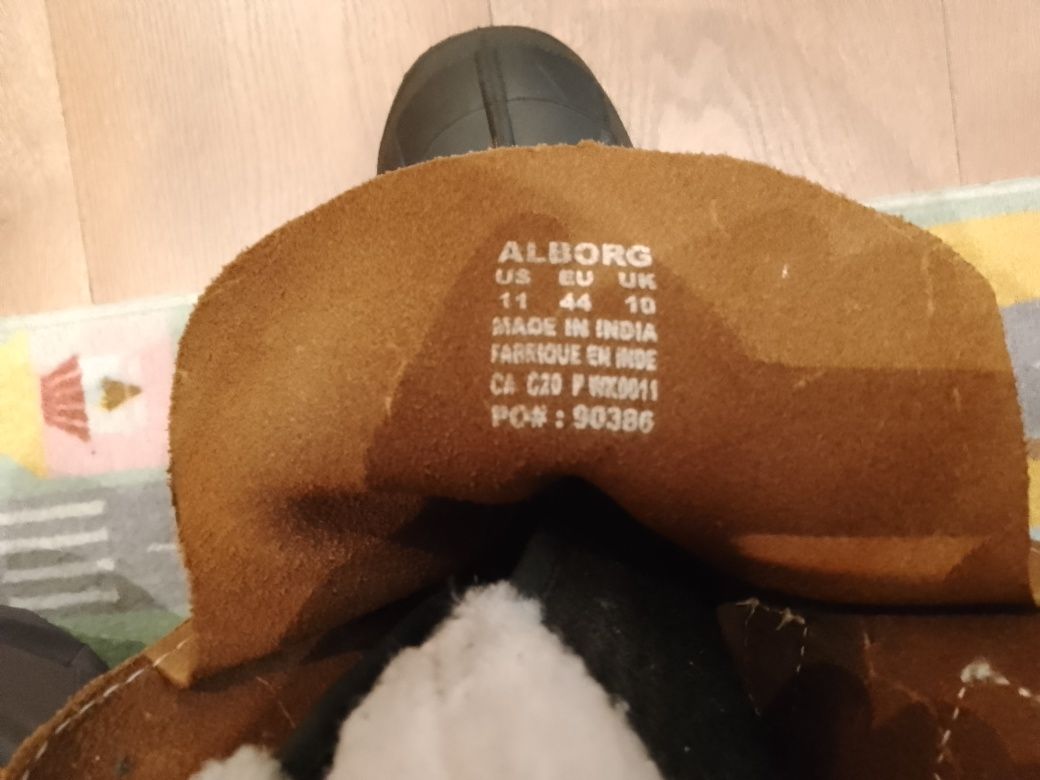 ALBORG
US EU UK
11 44 10
MADE IN INDIA
FABRIQUE EN INDE
CA C20 P WK0011
PO# : 90386